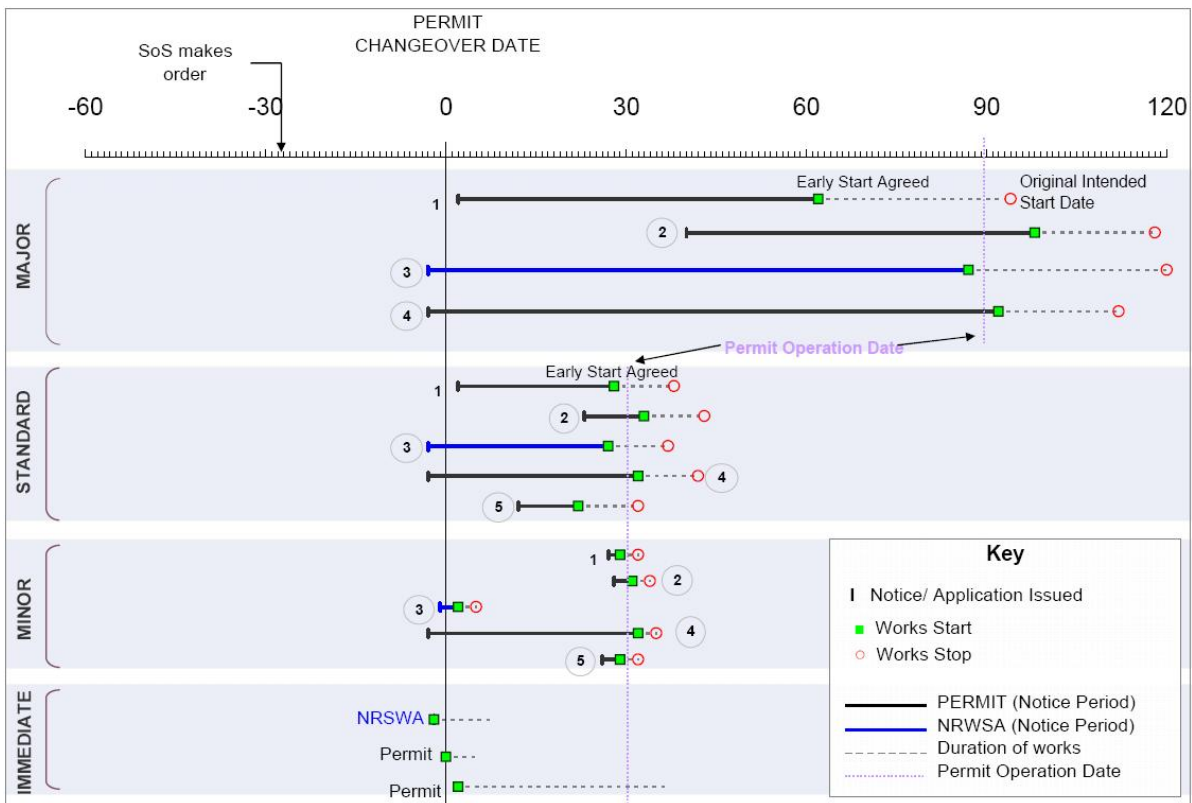 PERMIT
CHANGEOVER DATE
SoS makes
order
-60 -30 0 30 60 90 120
MAJOR
Early Start Agreed
Original Intended
Start Date
1
2
3
4
Permit Operation Date
STANDARD
Early Start Agreed
1
2
3
4
5
MINOR
1
2
3
4
5
IMMEDIATE
NRSWA
Permit
Permit
Key
Notice/ Application Issued
Works Start
Works Stop
PERMIT (Notice Period)
NRWSA (Notice Period)
Duration of works
Permit Operation Date